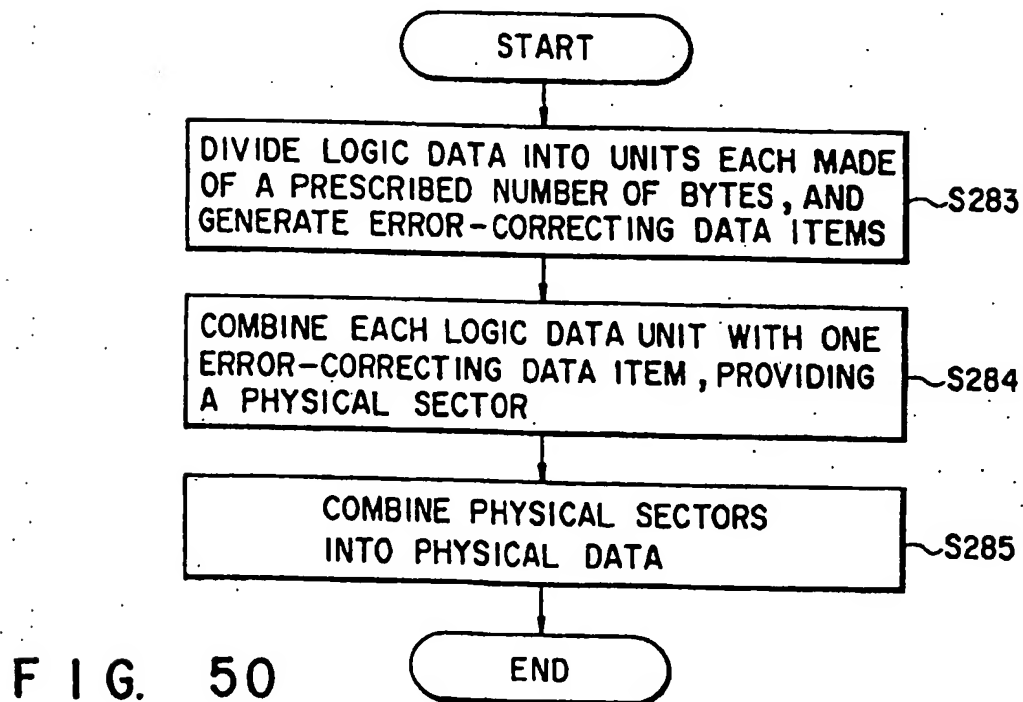 START
DIVIDE LOGIC DATA INTO UNITS EACH MADE
OF A PRESCRIBED NUMBER OF BYTES, AND
GENERATE ERROR-CORRECTING DATA ITEMS
S283
COMBINE EACH LOGIC DATA UNIT WITH ONE
ERROR-CORRECTING DATA ITEM, PROVIDING
A PHYSICAL SECTOR
S284
COMBINE PHYSICAL SECTORS
INTO PHYSICAL DATA
S285
END
FIG. 50